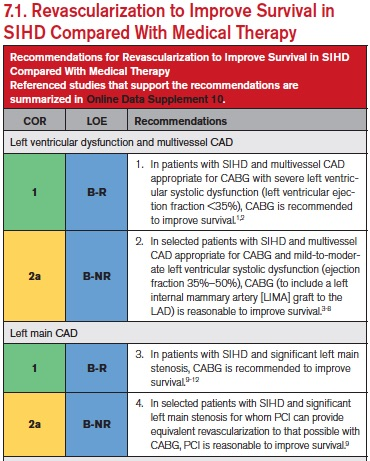 7.1. Revascularization to Improve Survival in
SIHD Compared With Medical Therapy
Recommendations for Revascularization to Improve Survival in SIHD
Compared With Medical Therapy
Referenced studies that support the recommendations are
summarized in Online Data Supplement 10.
COR LOE Recommendations
Left ventricular dysfunction and multivessel CAD
1 B-R
1. In patients with SIHD and multivessel CAD
appropriate for CABG with severe left ventric-
ular systolic dysfunction (left ventricular ejec-
tion fraction <35%), CABG is recommended
to improve survival.1,2
2a B-NR
2. In selected patients with SIHD and multivessel
CAD appropriate for CABG and mild-to-moder-
ate left ventricular systolic dysfunction (ejection
fraction 35%–50%), CABG (to include a left
internal mammary artery [LIMA] graft to the
LAD) is reasonable to improve survival.3-8
Left main CAD
1 B-R
3. In patients with SIHD and significant left main
stenosis, CABG is recommended to improve
survival.9-12
2a B-NR
4. In selected patients with SIHD and significant
left main stenosis for whom PCI can provide
equivalent revascularization to that possible with
CABG, PCI is reasonable to improve survival.9